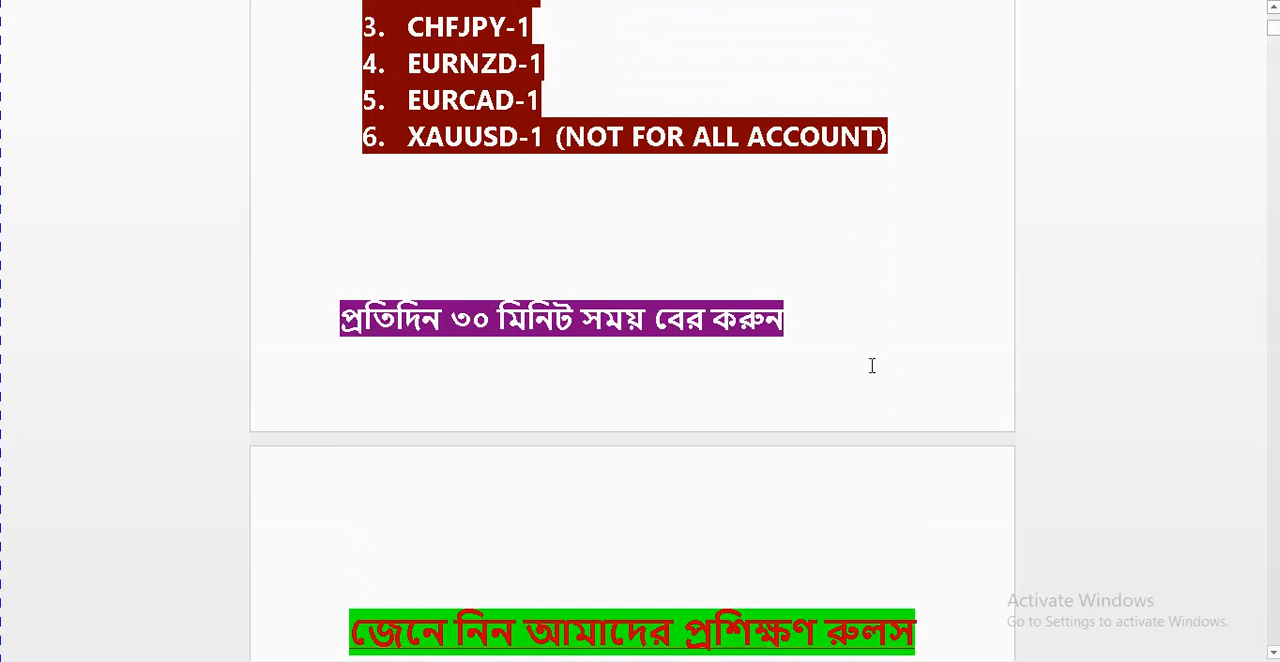 3. CHFJPY-1
4. EURNZD-1
5. EURCAD-1
6. XAUUSD-1 (NOT FOR ALL ACCOUNT)
প্রতিদিন ৩০ মিনিট সময় বের করুন
জেনে নিন আমাদের প্রশিক্ষণ রুলস
Activate Windows
Go to Settings to activate Windows.